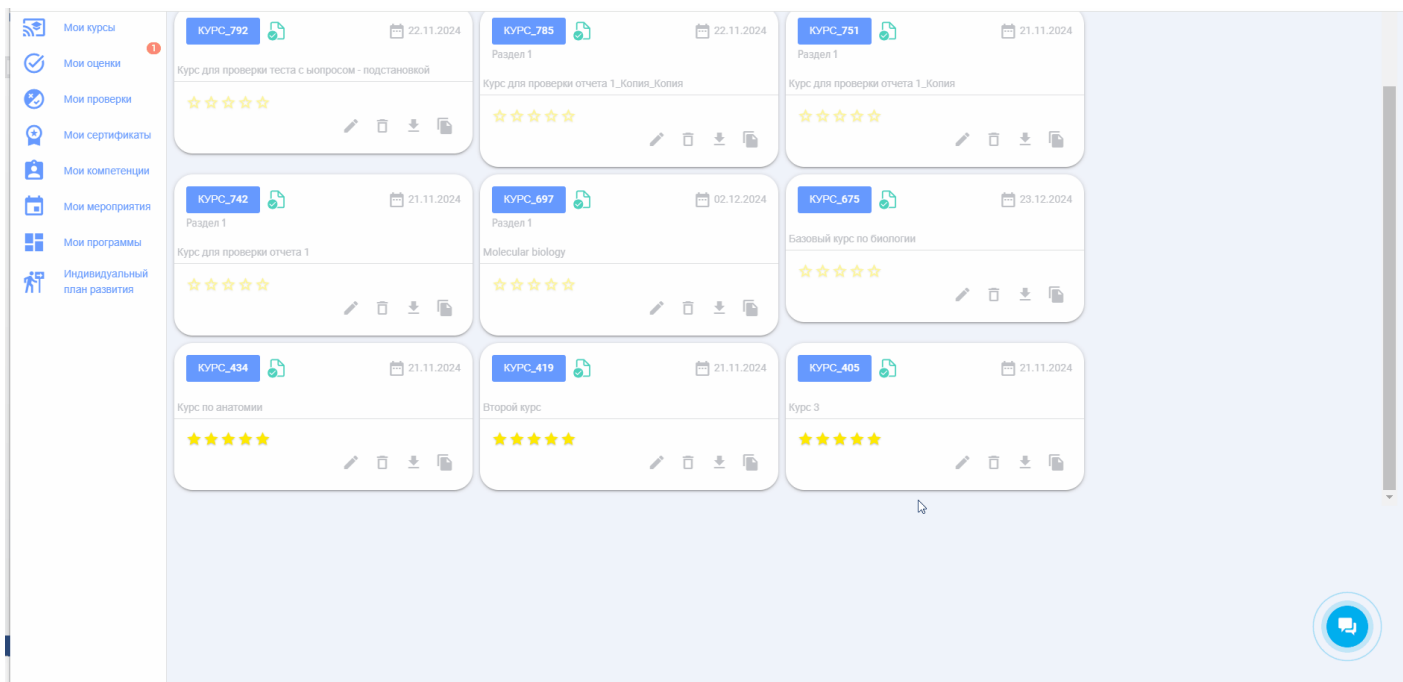 Мои курсы
1
Мои оценки
Мои проверки
Мои сертификаты
Мои компетенции
Мои мероприятия
Мои программы
Индивидуальный
план развития
КУРС_792
22.11.2024
Курс для проверки теста с ыопросом - подстановкой
КУРС_785
22.11.2024
Раздел 1
Курс для проверки отчета 1_Копия_Копия
КУРС_751
21.11.2024
Раздел 1
Курс для проверки отчета 1_Копия
КУРС_742
21.11.2024
Раздел 1
Курс для проверки отчета 1
КУРС_697
02.12.2024
Раздел 1
Molecular biology
КУРС_675
23.12.2024
Базовый курс по биологии
КУРС_434
21.11.2024
Курс по анатомии
КУРС_419
21.11.2024
Второй курс
КУРС_405
21.11.2024
Курс 3